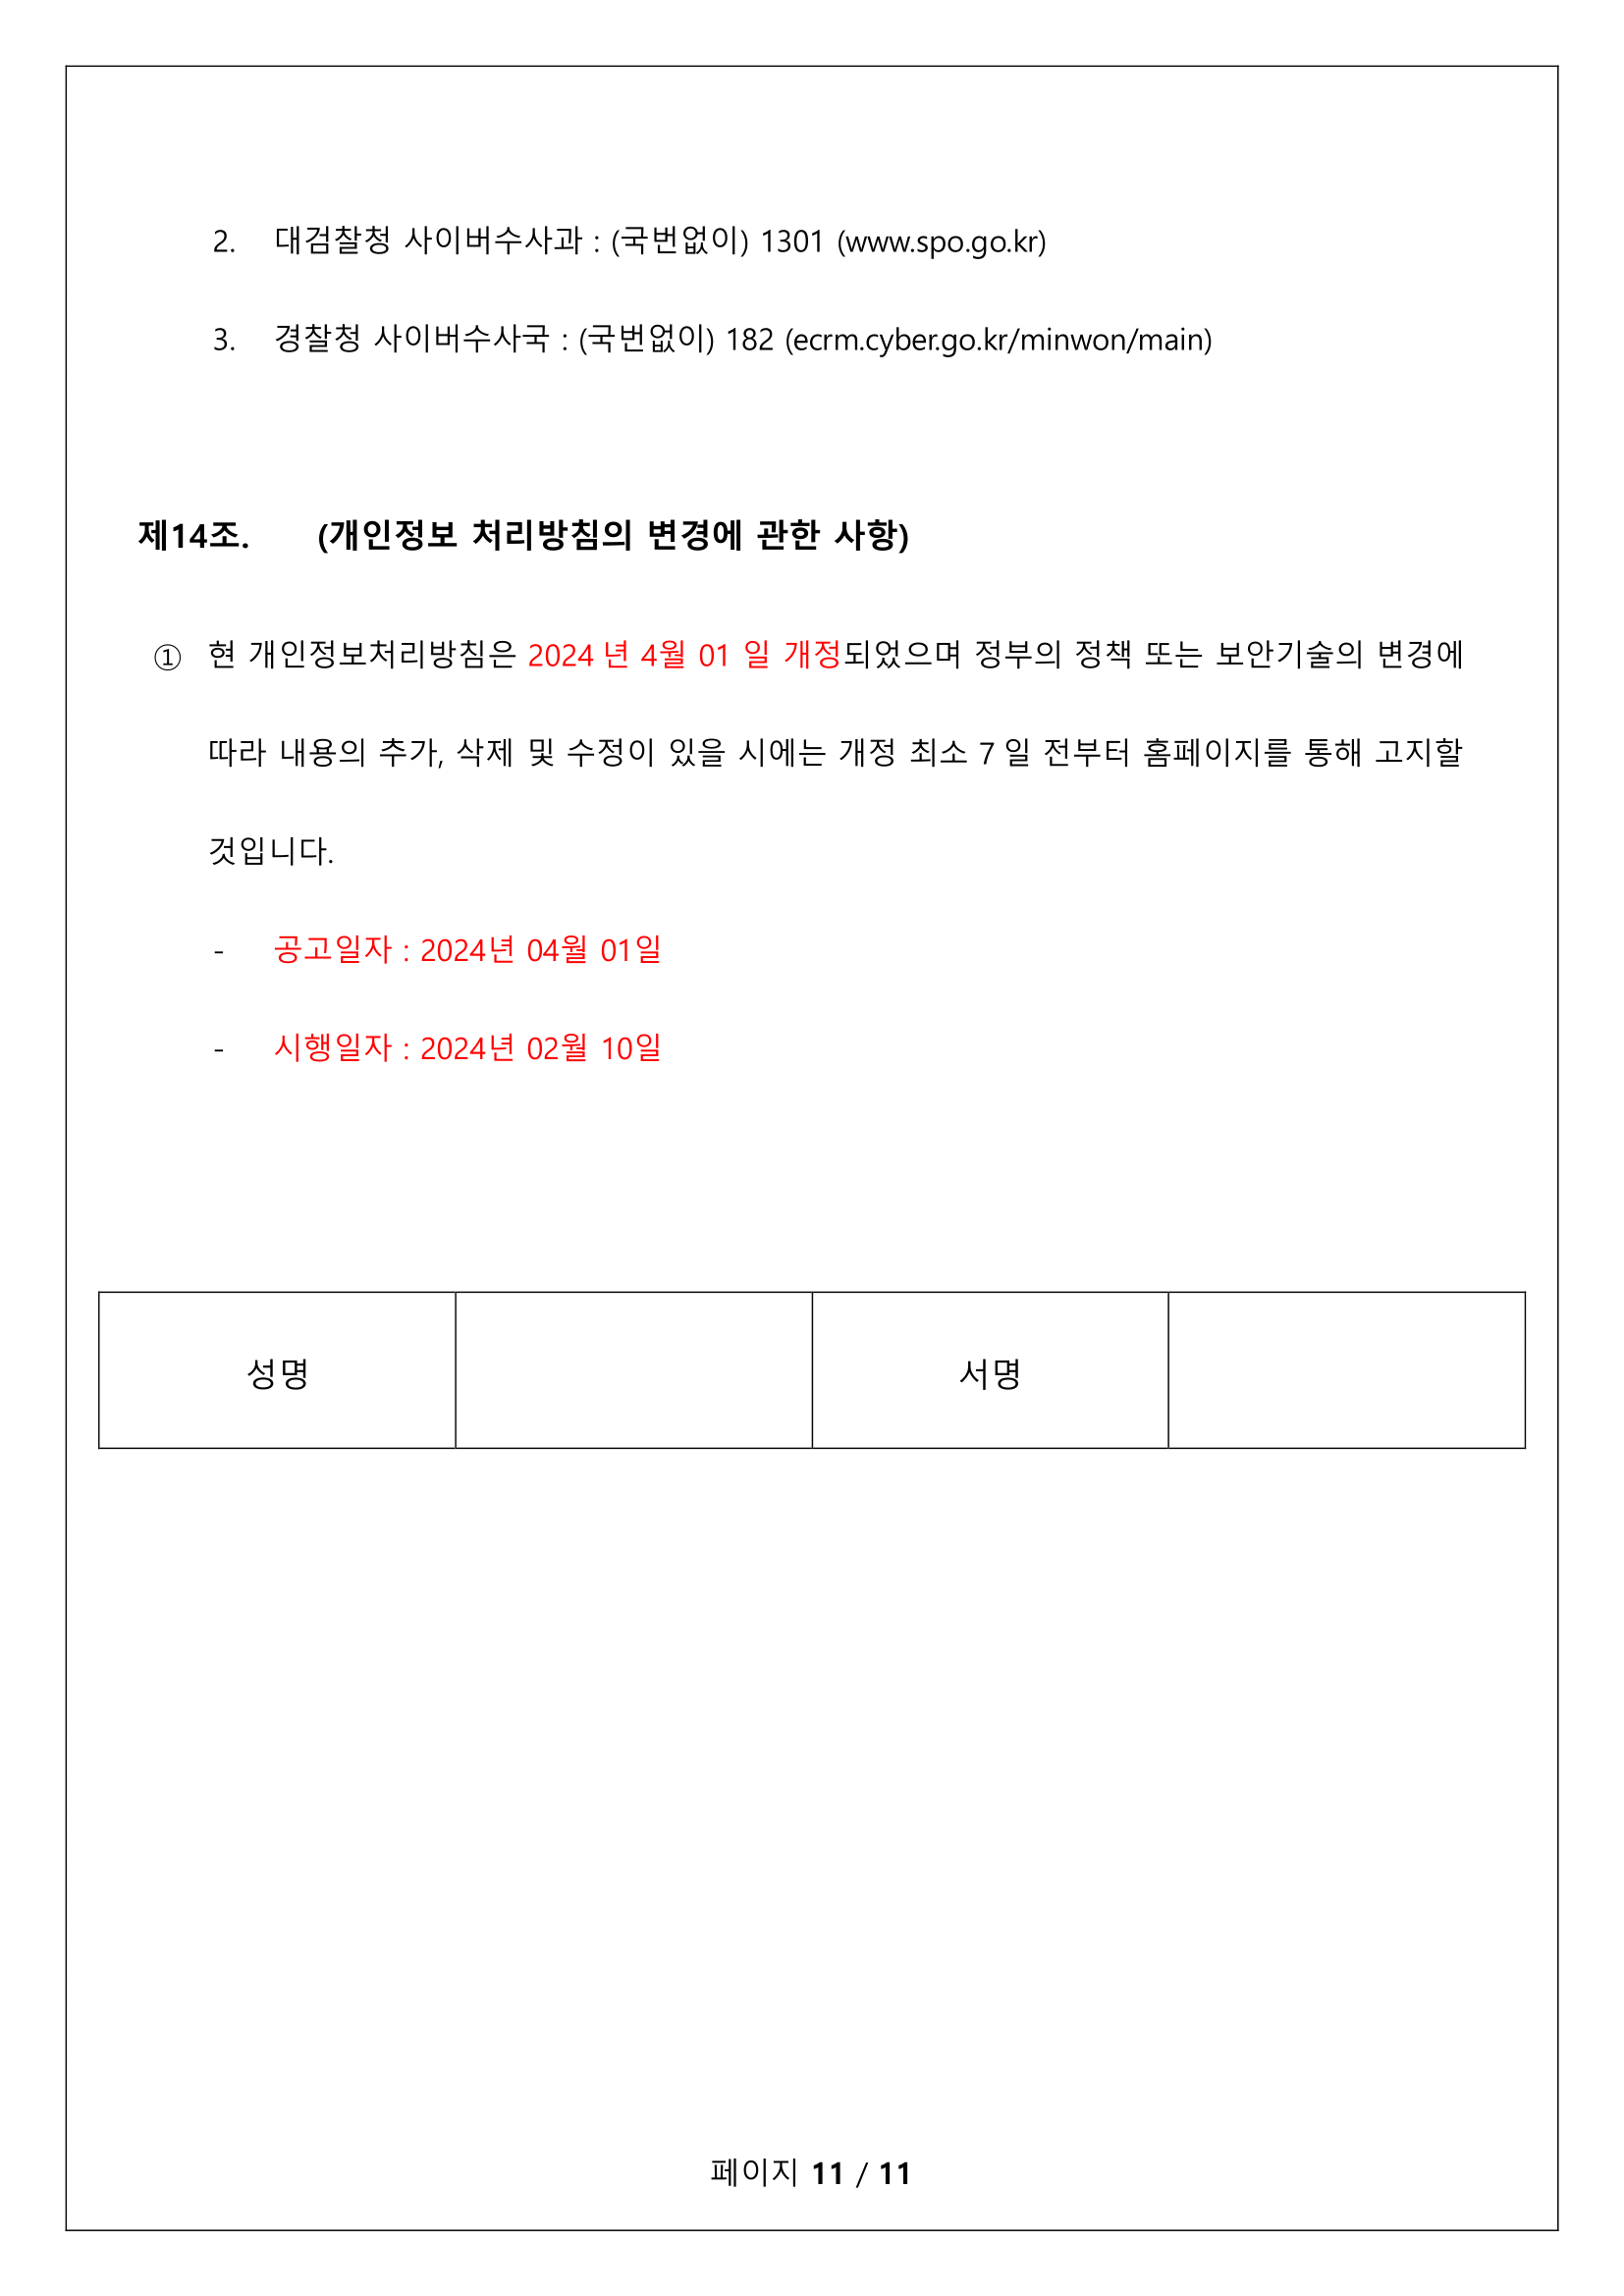 2. 대검찰청 사이버수사과 : (국번없이) 1301 (www.spo.go.kr)
3. 경찰청 사이버수사국 : (국번없이) 182 (ecrm.cyber.go.kr/minwon/main)
제14조. (개인정보 처리방침의 변경에 관한 사항)
① 현 개인정보처리방침은 2024 년 4월 01 일 개정되었으며 정부의 정책 또는 보안기술의 변경에
따라 내용의 추가, 삭제 및 수정이 있을 시에는 개정 최소 7 일 전부터 홈페이지를 통해 고지할
것입니다.
- 공고일자 : 2024년 04월 01일
- 시행일자 : 2024년 02월 10일
성명 서명
페이지 11 / 11